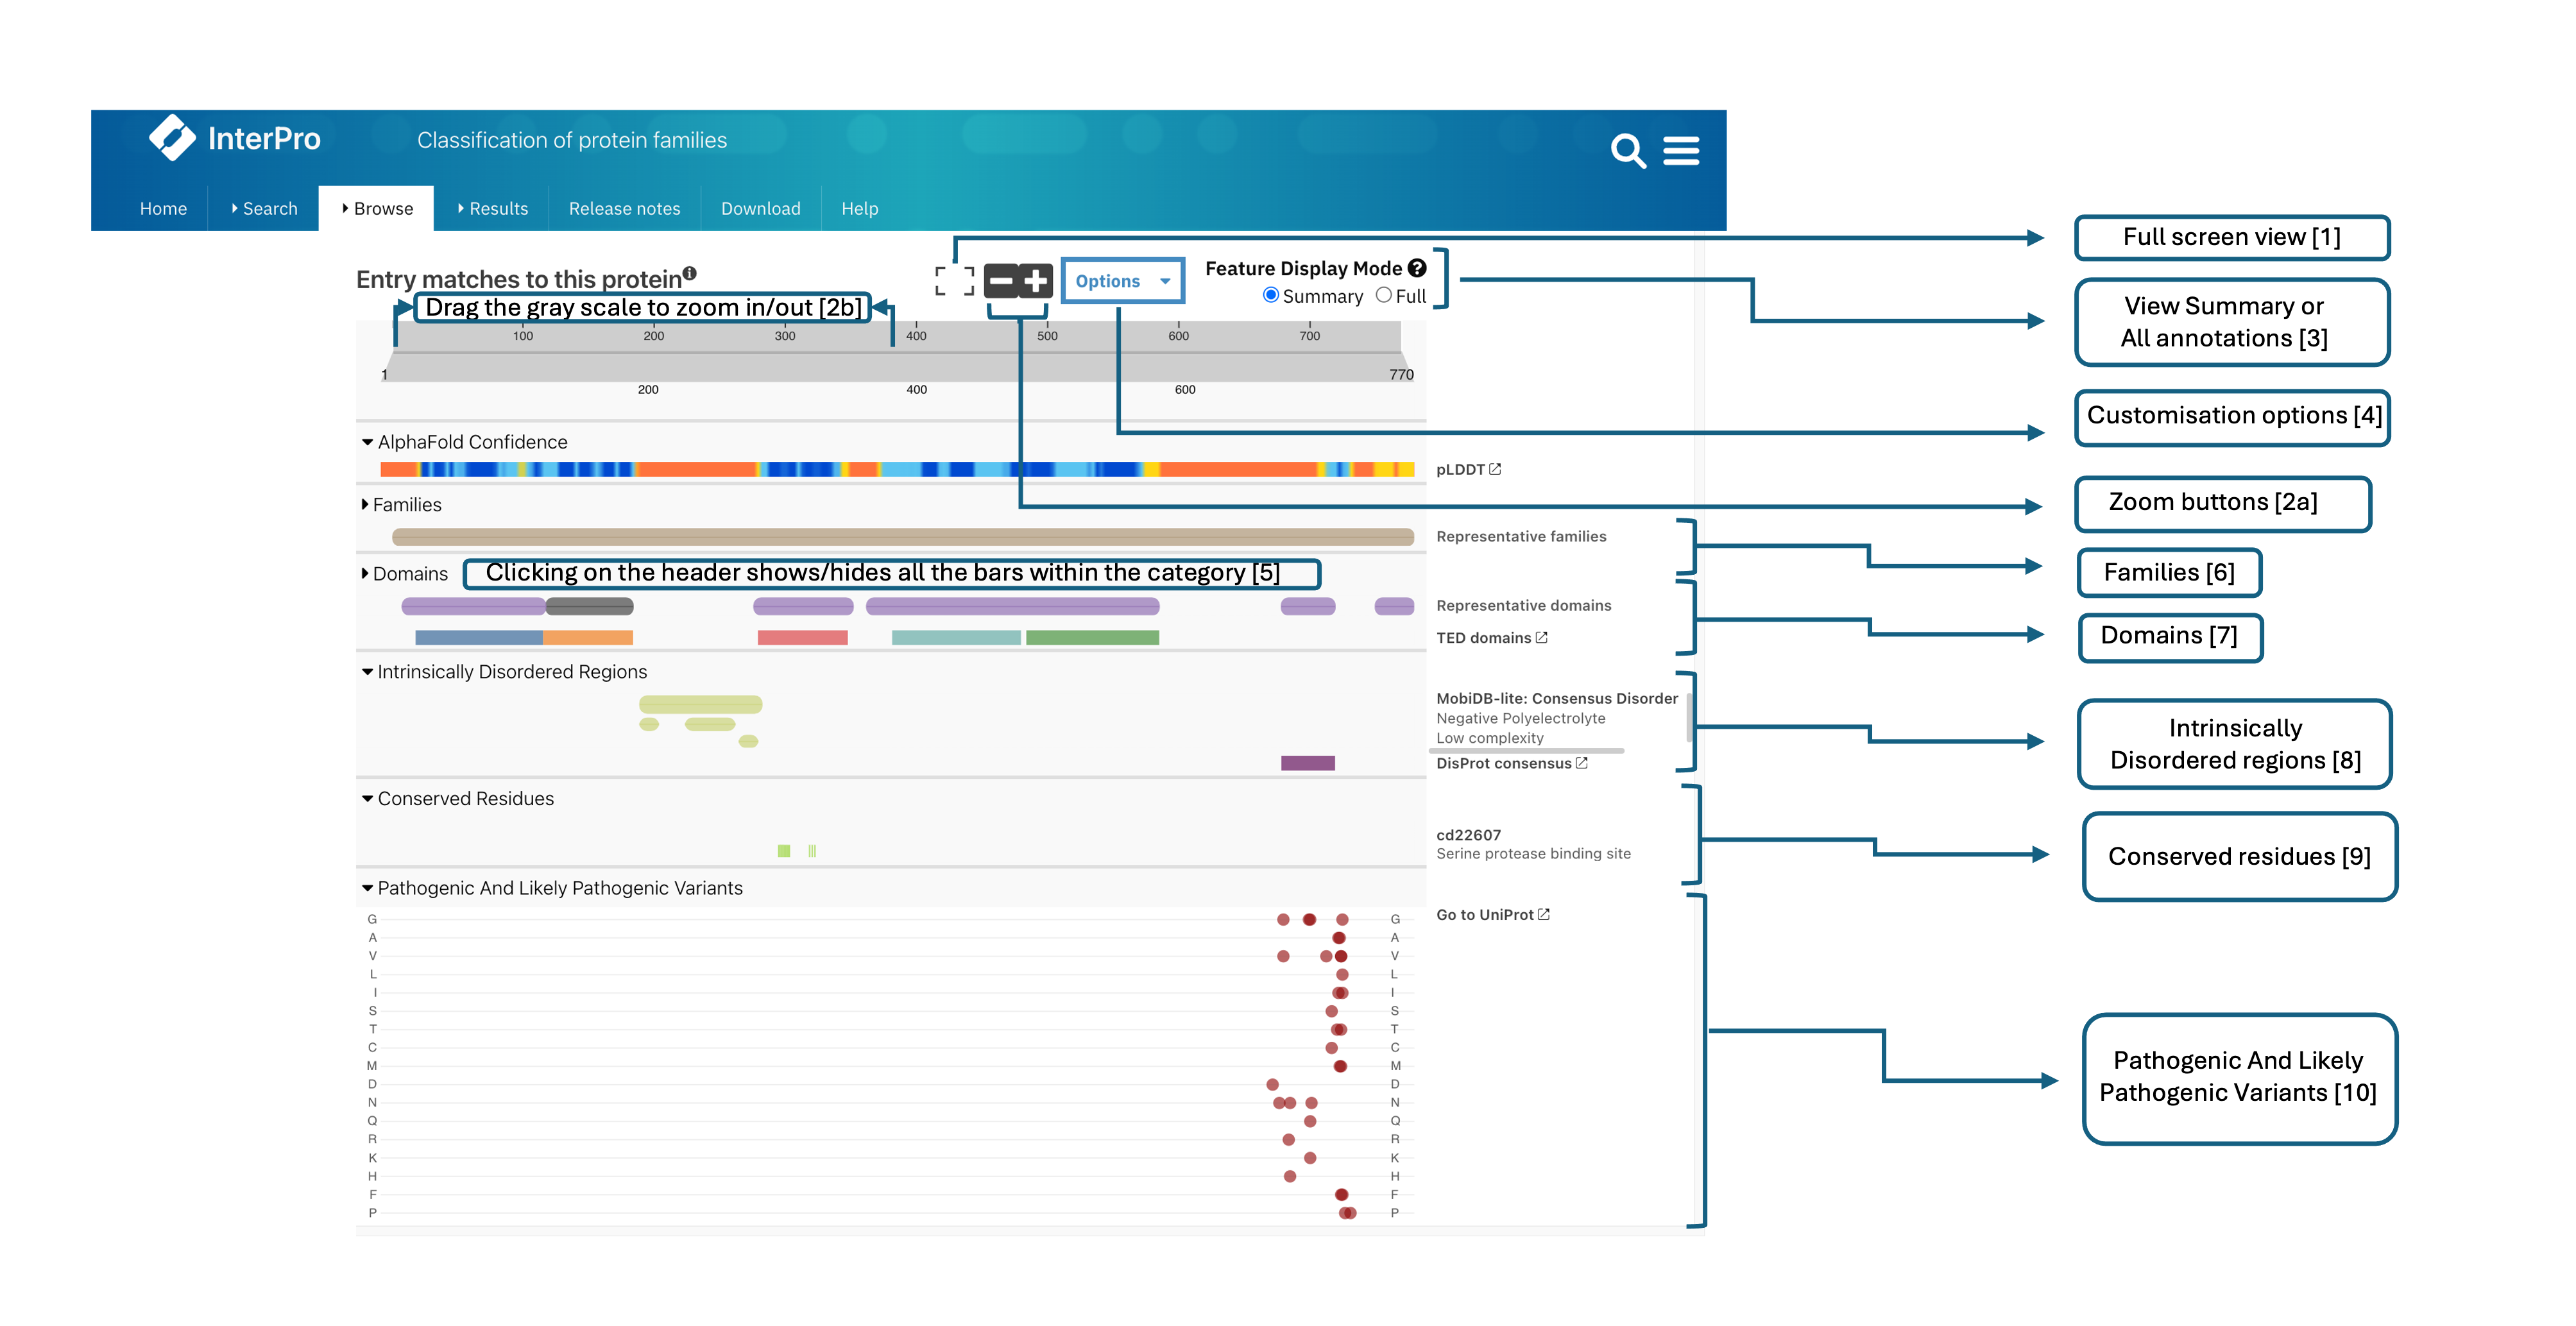 InterPro
Classification of protein families
Home
Search
Browse
Results
Release notes
Download
Help
Full screen view [1]
Entry matches to this protein
Options
Feature Display Mode
Summary
Full
Drag the gray scale to zoom in/out [2b]
View Summary or
All annotations [3]
100 200 300 400 500 600 700
1 770
200 400 600
Customisation options [4]
AlphaFold Confidence
pLDDT
Zoom buttons [2a]
Families
Representative families
Families [6]
Domains
Clicking on the header shows/hides all the bars within the category [5]
Representative domains
TED domains
Domains [7]
Intrinsically Disordered Regions
MobiDB-lite: Consensus Disorder
Negative Polyelectrolyte
Low complexity
DisProt consensus
Intrinsically
Disordered regions [8]
Conserved Residues
cd22607
Serine protease binding site
Conserved residues [9]
Pathogenic And Likely Pathogenic Variants
Go to UniProt
G G
A A
V V
L L
I I
S S
T T
C C
M M
D D
N N
Q Q
R R
K K
H H
F F
P P
Pathogenic And Likely
Pathogenic Variants [10]